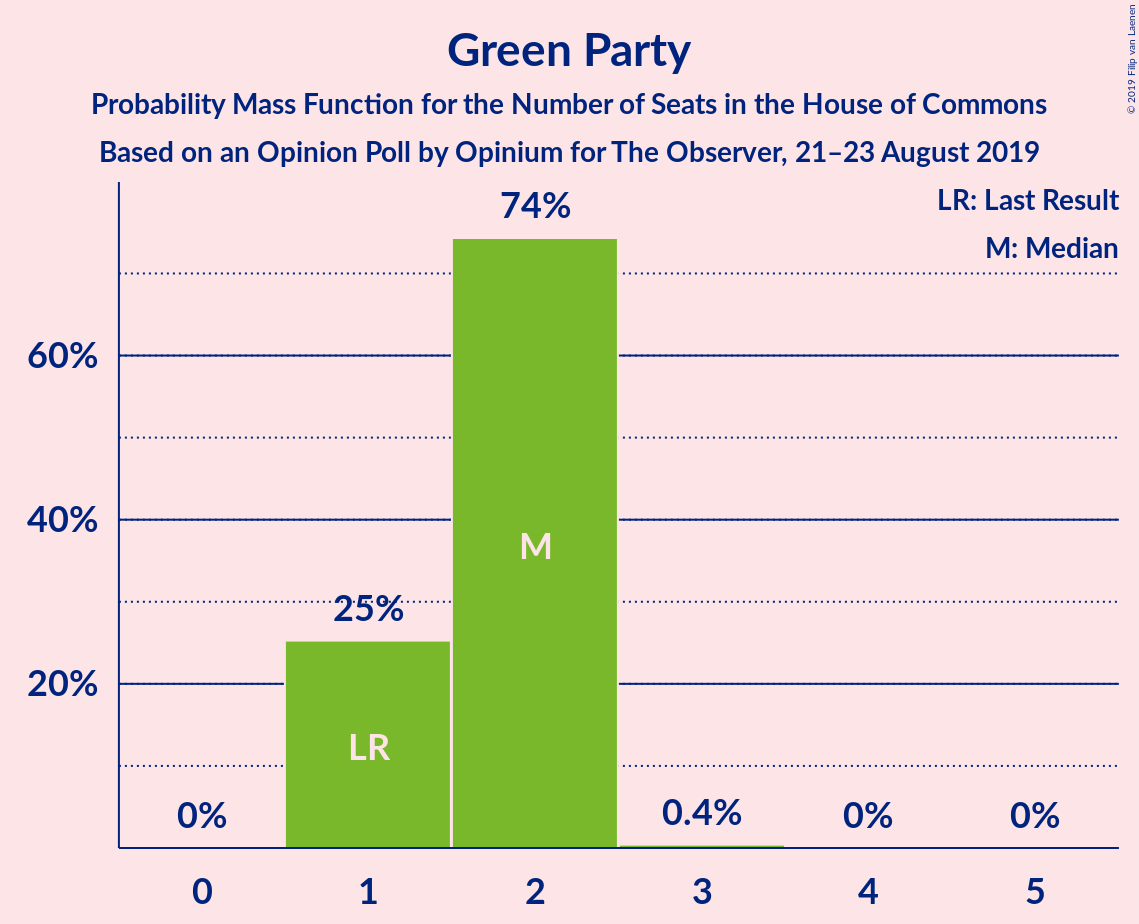 Green Party
Probability Mass Function for the Number of Seats in the House of Commons
Based on an Opinion Poll by Opinium for The Observer, 21–23 August 2019
© 2019 Filip van Laenen
LR: Last Result
M: Median
74%
60%
40%
20%
25%
M
LR
0%
0.4%
0%
0%
0
1
2
3
4
5